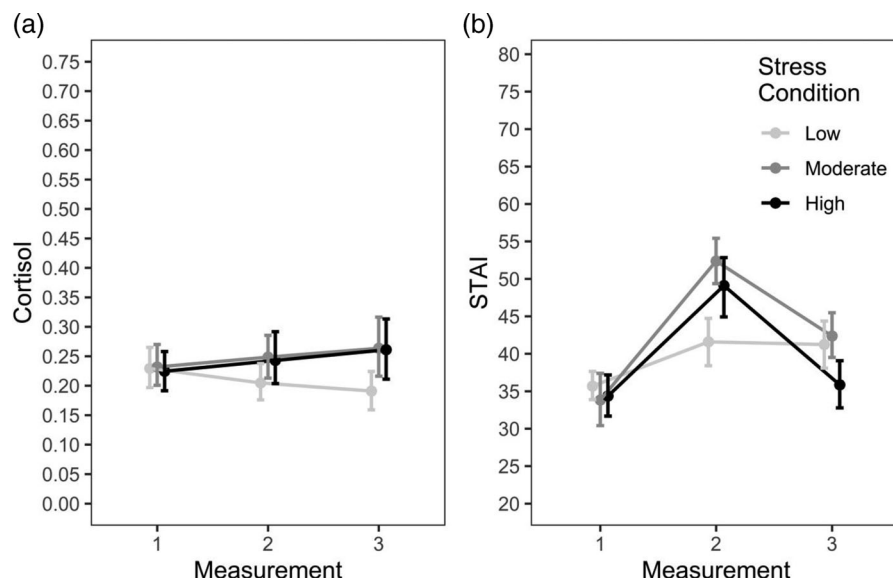 (a)
0.75
0.70
0.65
0.60
0.55
0.50
0.45
0.40
0.35
0.30
0.25
0.20
0.15
0.10
0.05
0.00
Cortisol
1 2 3
Measurement
(b)
80
75
70
65
60
55
50
45
40
35
30
25
20
STAI
Stress
Condition
Low
Moderate
High
1 2 3
Measurement